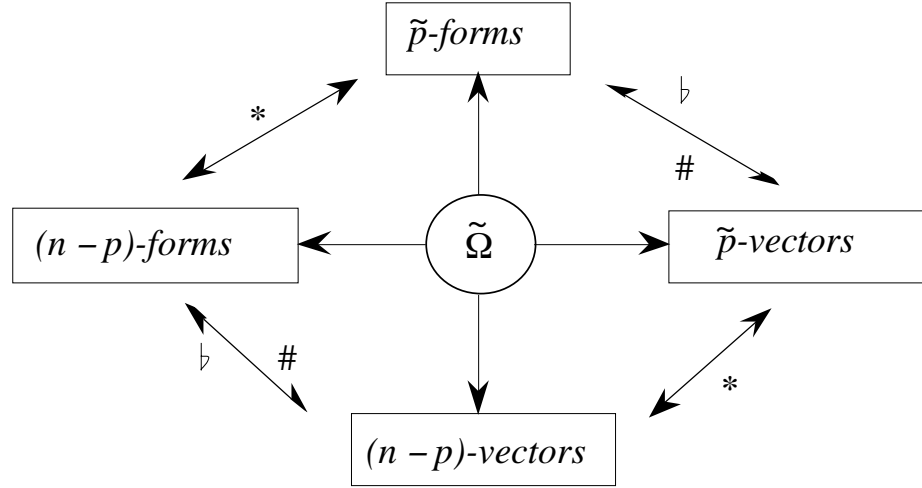 p̃-forms
*
♭
#
(n – p)-forms
Ω̃
p̃-vectors
♭
#
*
(n – p)-vectors